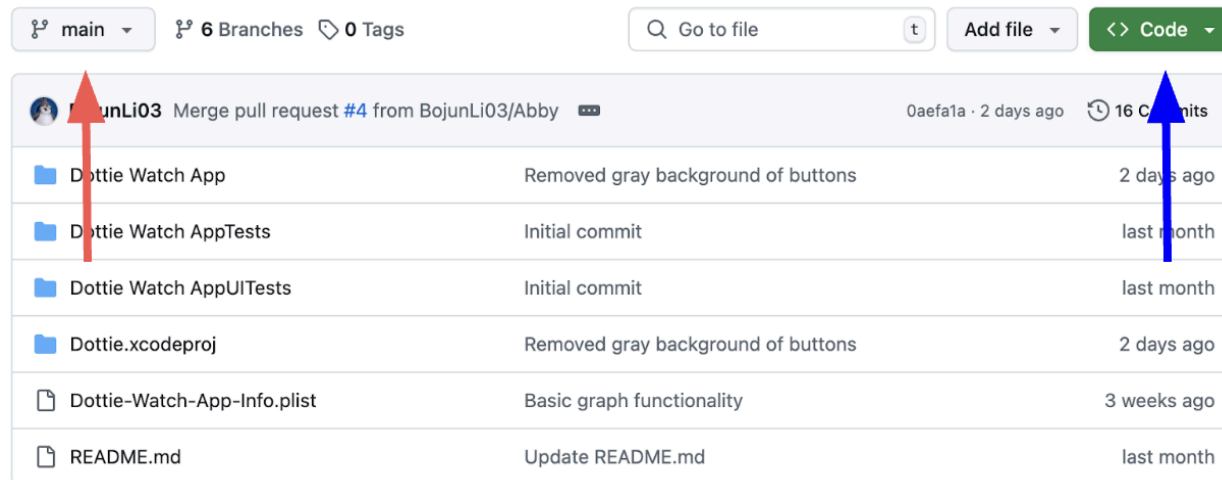 main 6 Branches 0 Tags Go to file t Add file <> Code
unLi03 Merge pull request #4 from BojunLi03/Abby 0aefa1a · 2 days ago 16
Dottie Watch App Removed gray background of buttons 2 days ago
Dottie Watch AppTests Initial commit last month
Dottie Watch AppUITests Initial commit last month
Dottie.xcodeproj Removed gray background of buttons 2 days ago
Dottie-Watch-App-Info.plist Basic graph functionality 3 weeks ago
README.md Update README.md last month